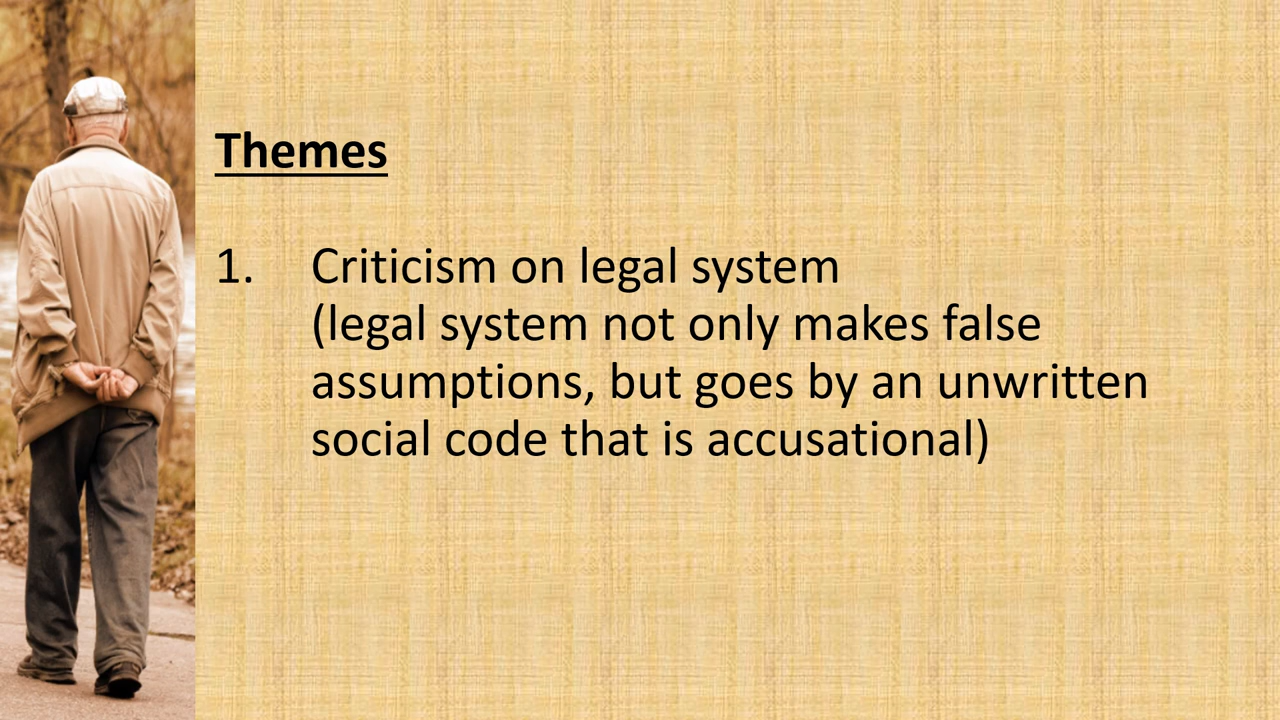 Themes
1. Criticism on legal system
(legal system not only makes false
assumptions, but goes by an unwritten
social code that is accusational)